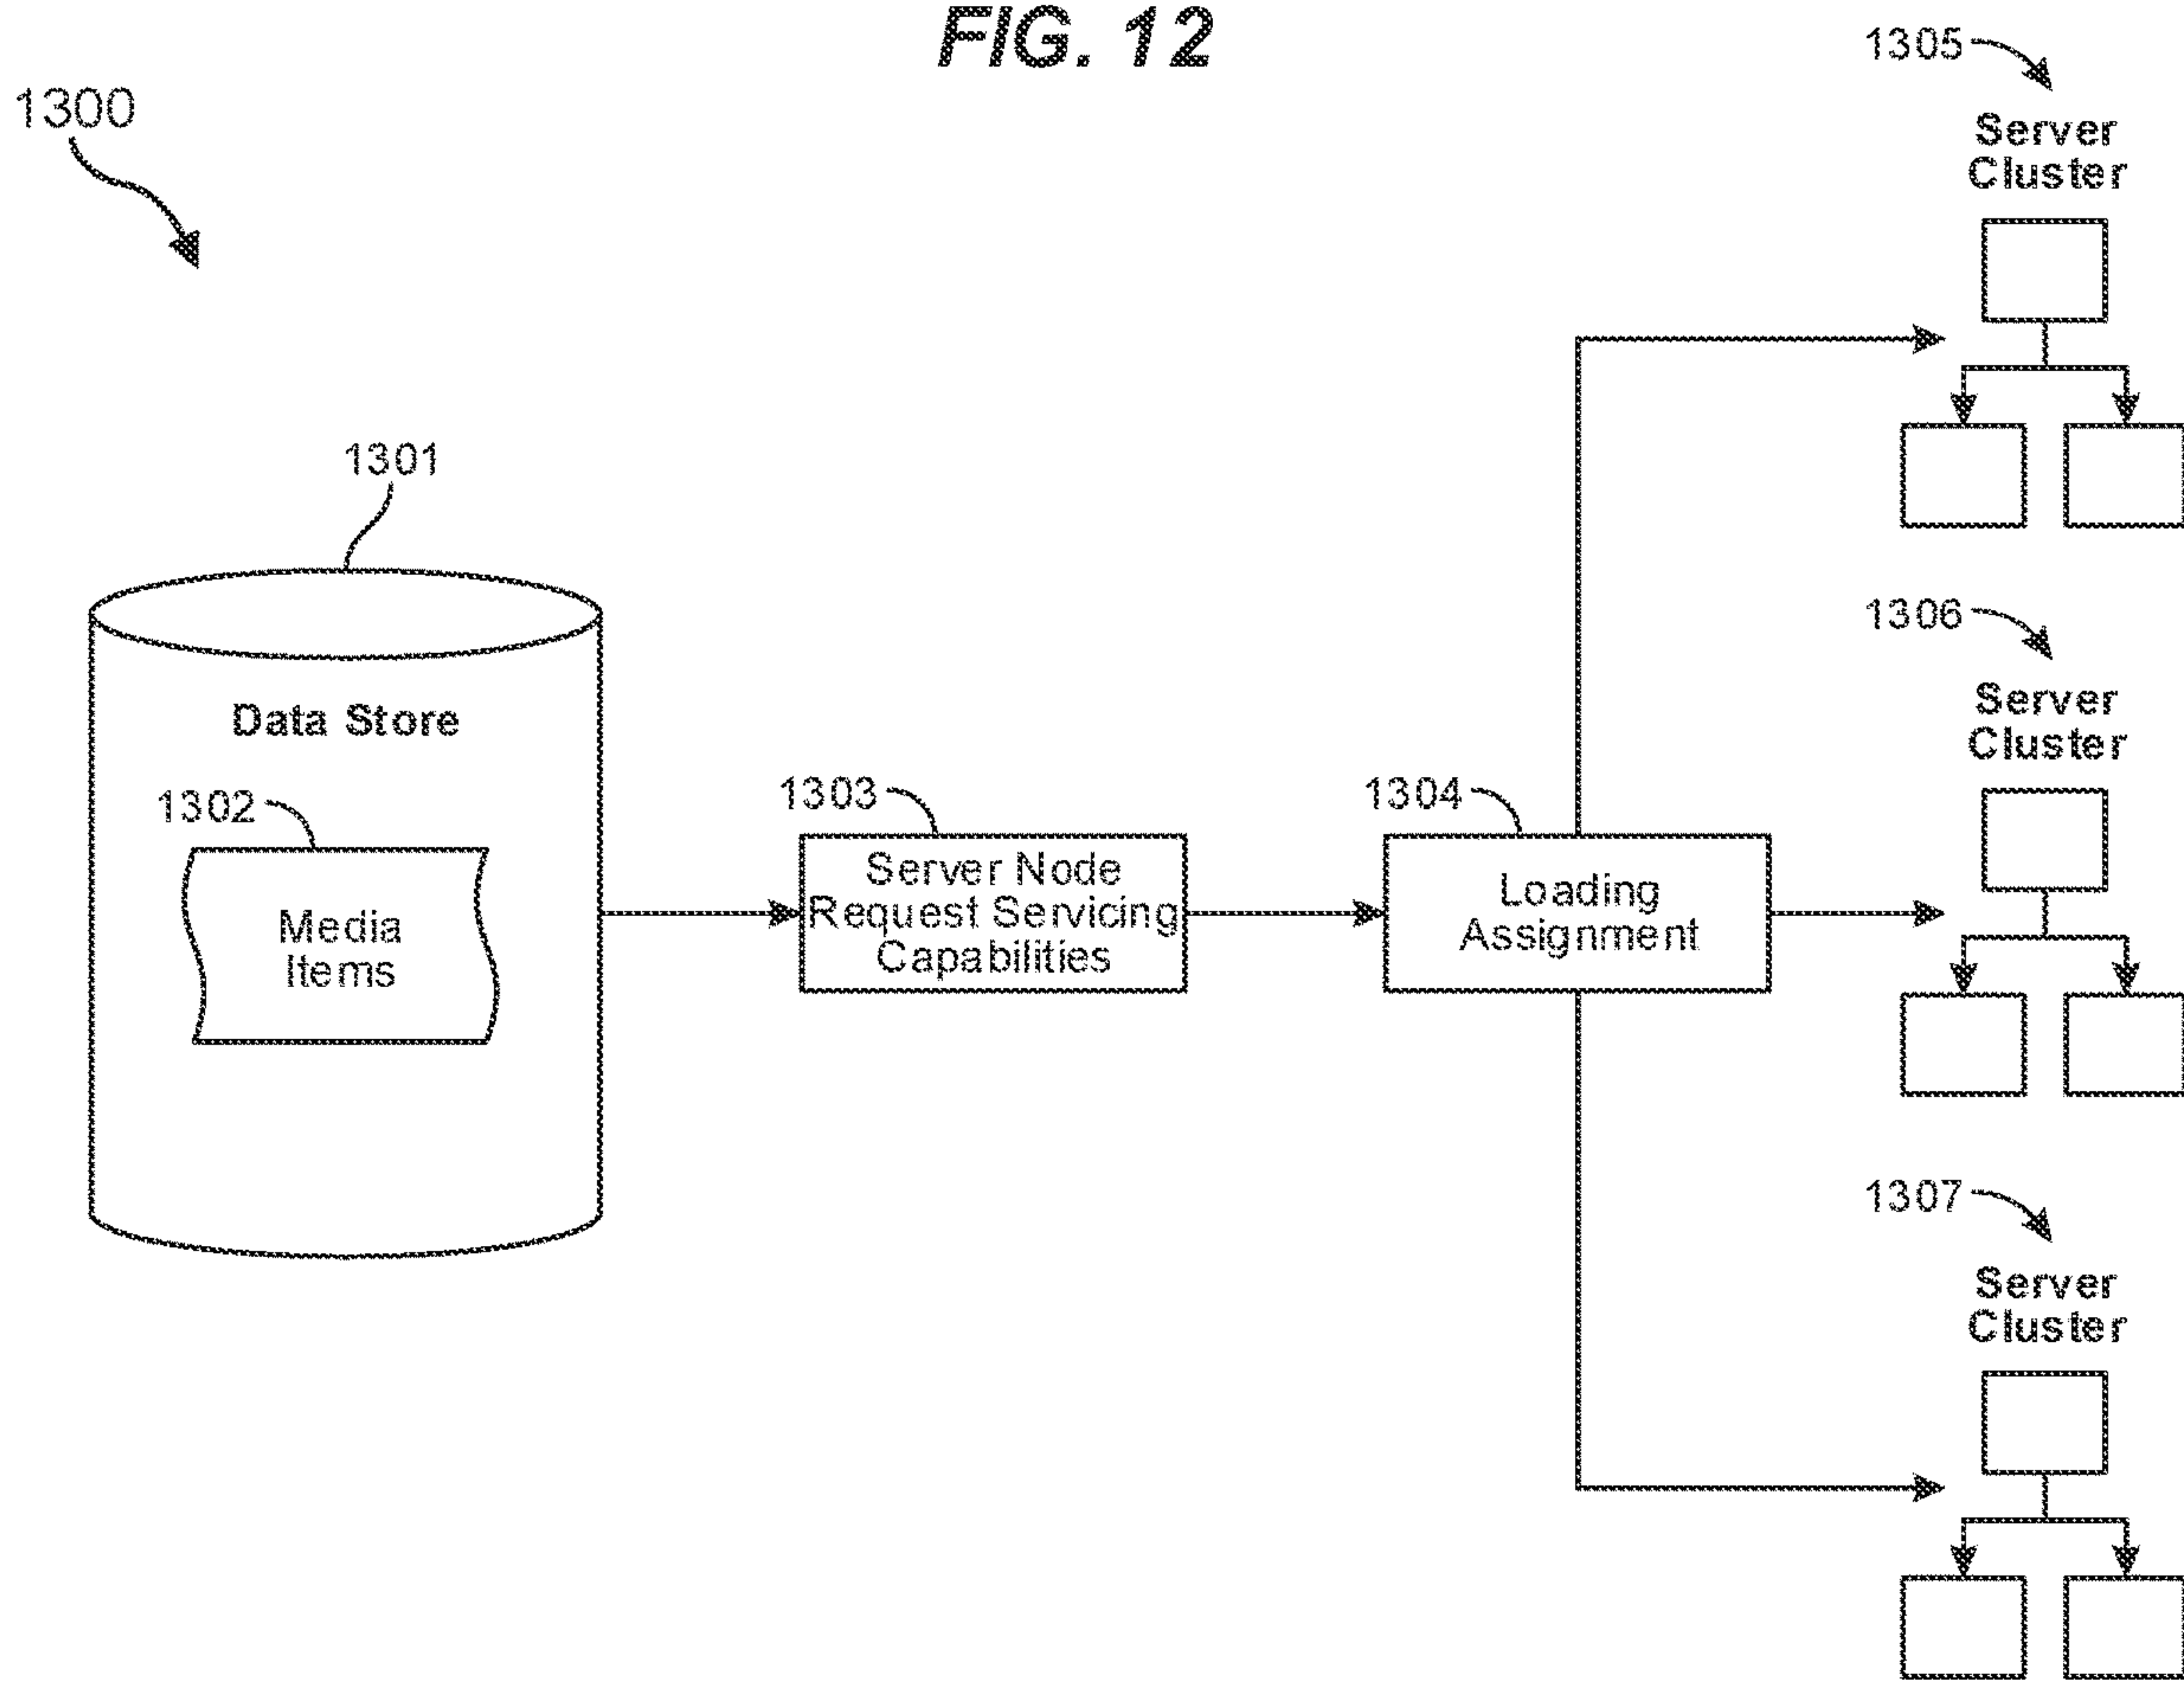 FIG. 12
1300
1305
Server
Cluster
1301
Data Store
1302
Media
Items
1303
Server Node
Request Servicing
Capabilities
1304
Loading
Assignment
1306
Server
Cluster
1307
Server
Cluster